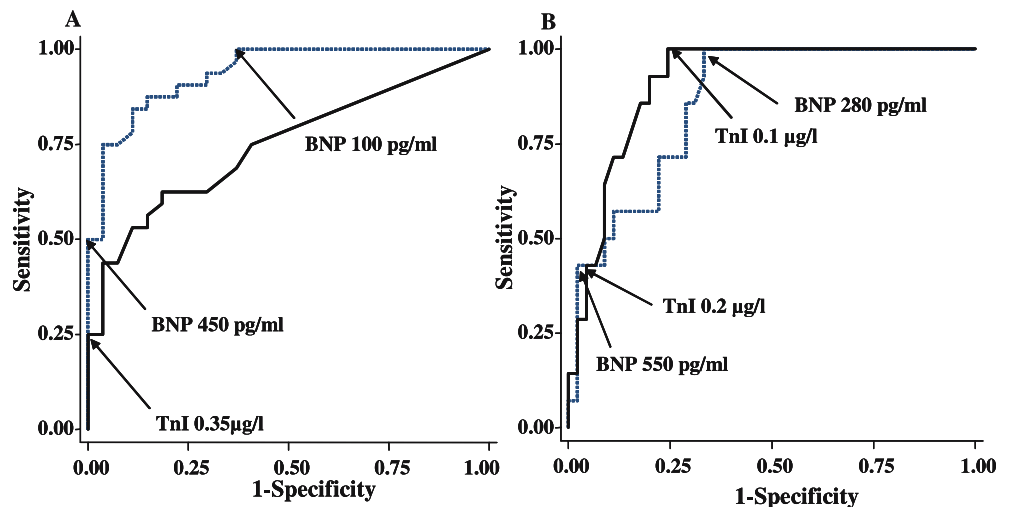 A
1.00
0.75
0.50
0.25
0.00
Sensitivity
BNP 100 pg/ml
BNP 450 pg/ml
TnI 0.35µg/l
0.00 0.25 0.50 0.75 1.00
1-Specificity
B
1.00
0.75
0.50
0.25
0.00
Sensitivity
BNP 280 pg/ml
TnI 0.1 µg/l
TnI 0.2 µg/l
BNP 550 pg/ml
0.00 0.25 0.50 0.75 1.00
1-Specificity